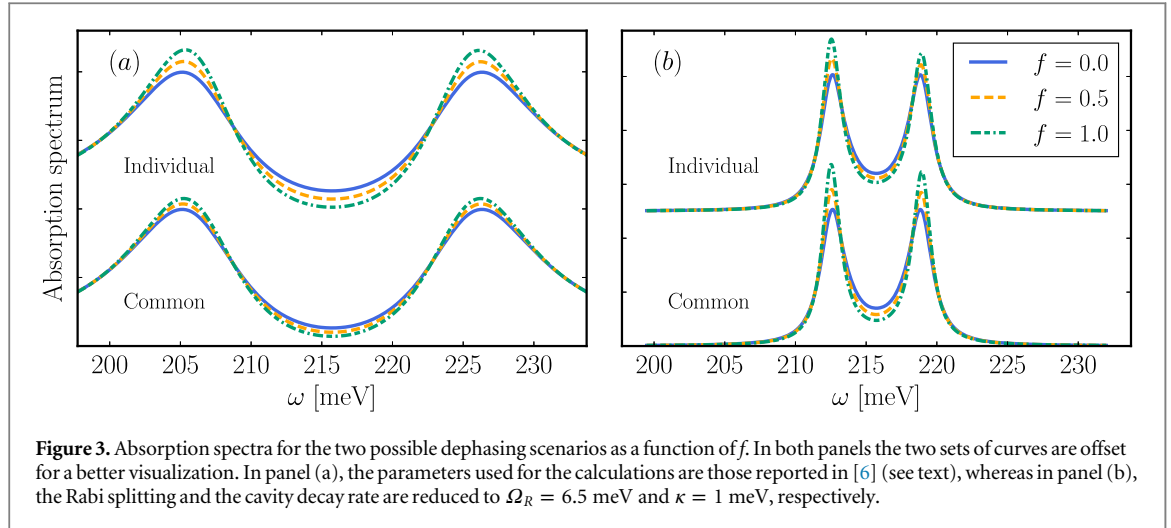 (a)
(b)
f = 0.0
f = 0.5
f = 1.0
Absorption spectrum
Individual
Individual
Common
Common
200 205 210 215 220 225 230
200 205 210 215 220 225 230
ω [meV]
ω [meV]
Figure 3. Absorption spectra for the two possible dephasing scenarios as a function of f. In both panels the two sets of curves are offset
for a better visualization. In panel (a), the parameters used for the calculations are those reported in [6] (see text), whereas in panel (b),
the Rabi splitting and the cavity decay rate are reduced to Ω_R = 6.5 meV and κ = 1 meV, respectively.